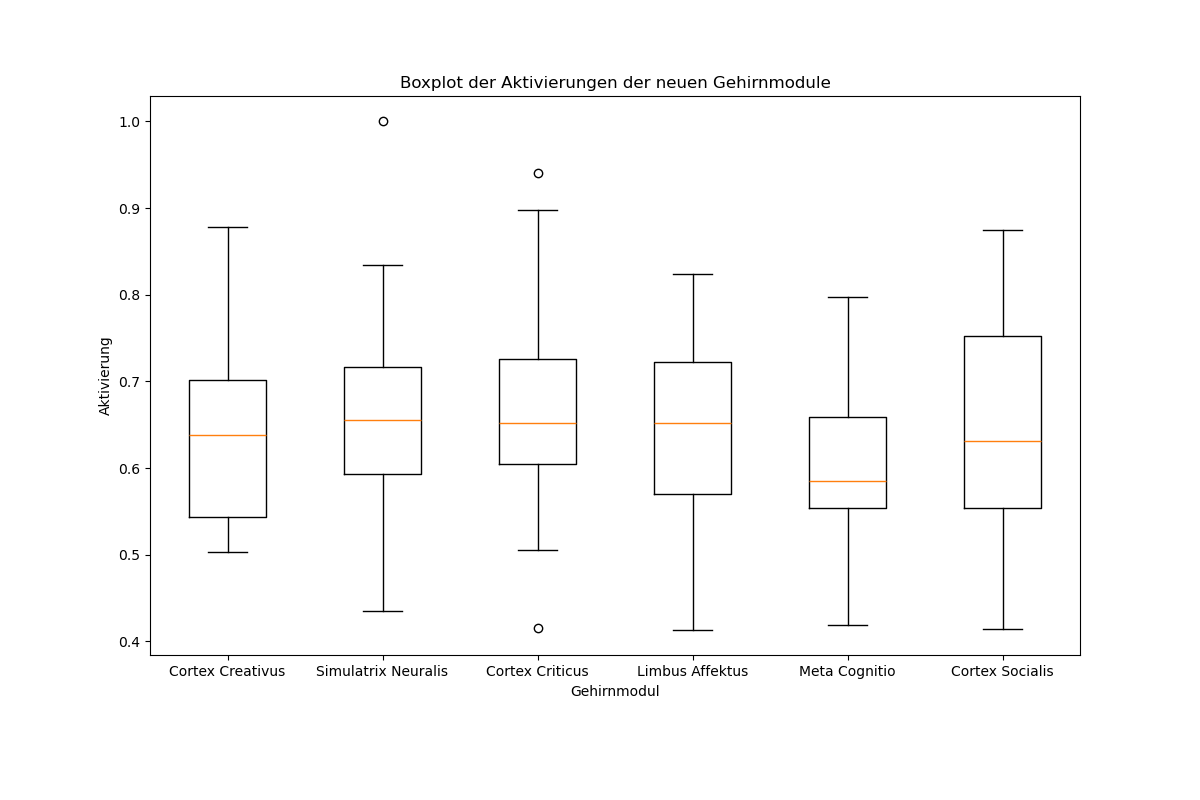 Boxplot der Aktivierungen der neuen Gehirnmodule
1.0
0.9
0.8
0.7
0.6
0.5
0.4
Aktivierung
Cortex Creativus Simulatrix Neuralis Cortex Criticus Limbus Affektus Meta Cognitio Cortex Socialis
Gehirnmodul